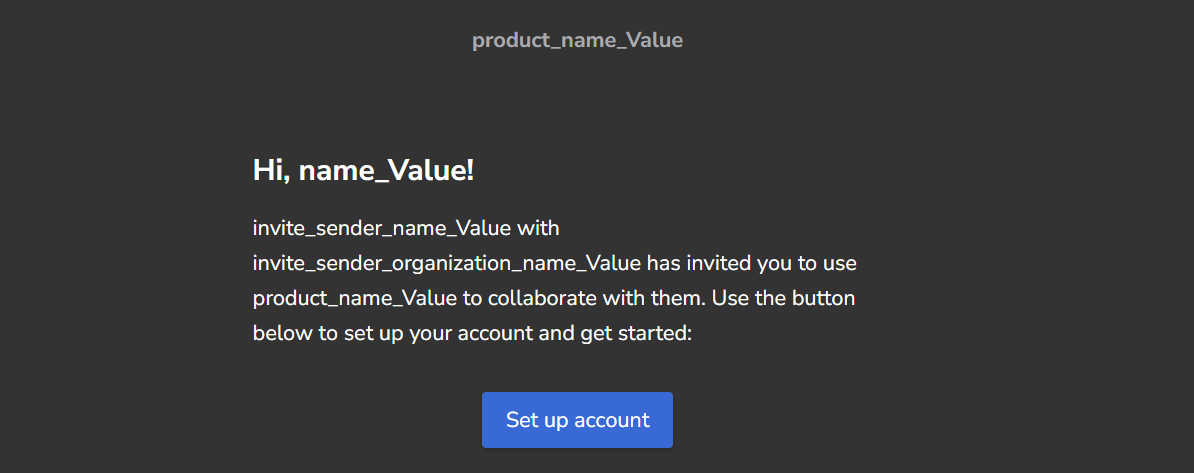 product_name_Value
Hi, name_Value!
invite_sender_name_Value with
invite_sender_organization_name_Value has invited you to use
product_name_Value to collaborate with them. Use the button
below to set up your account and get started:
Set up account